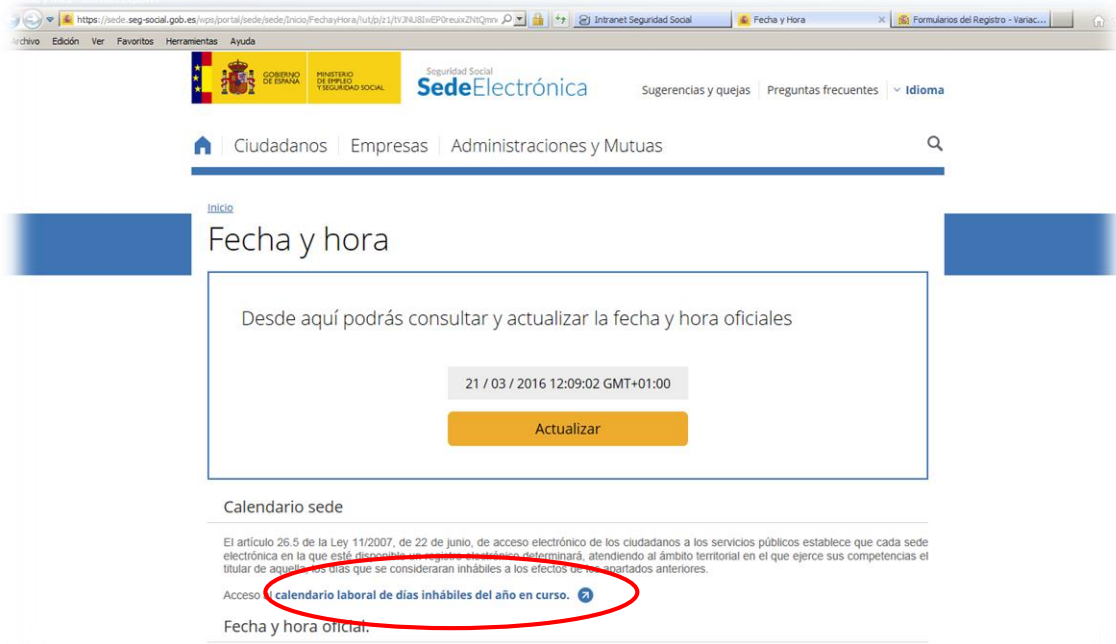 https://sede.seg-social.gob.es/wps/portal/sede/sede/Inicio/FechayHora/
Intranet Seguridad Social
Fecha y Hora
Formularios del Registro - Variac...
Edición Ver Favoritos Herramientas Ayuda
GOBIERNO
DE ESPAÑA
MINISTERIO
DE EMPLEO
Y SEGURIDAD SOCIAL
Seguridad Social
SedeElectrónica
Sugerencias y quejas Preguntas frecuentes Idioma
Ciudadanos Empresas Administraciones y Mutuas
Inicio
Fecha y hora
Desde aquí podrás consultar y actualizar la fecha y hora oficiales
21 / 03 / 2016 12:09:02 GMT+01:00
Actualizar
Calendario sede
El artículo 26.5 de la Ley 11/2007, de 22 de junio, de acceso electrónico de los ciudadanos a los servicios públicos establece que cada sede
electrónica en la que esté disponible un registro electrónico determinará, atendiendo al ámbito territorial en el que ejerce sus competencias el
titular de aquella, los días que se consideraran inhábiles a los efectos de los apartados anteriores.
Acceso al calendario laboral de días inhábiles del año en curso.
Fecha y hora oficial.